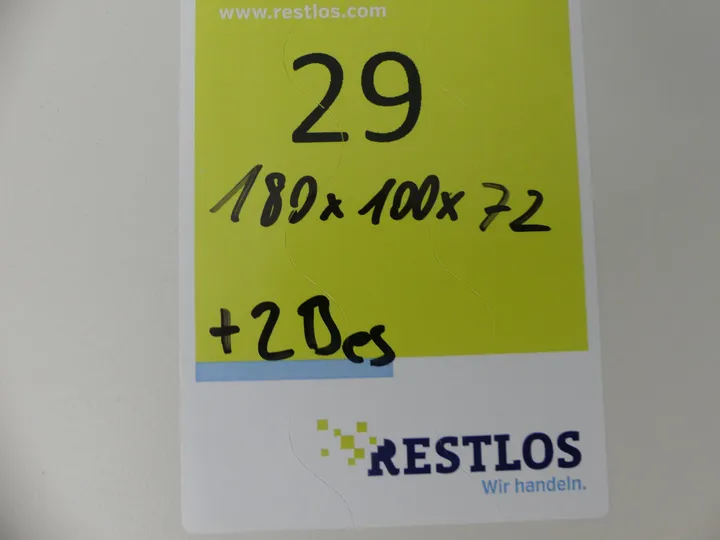 www.restlos.com
29
180x100x72
+2Bes
RESTLOS
Wir handeln.